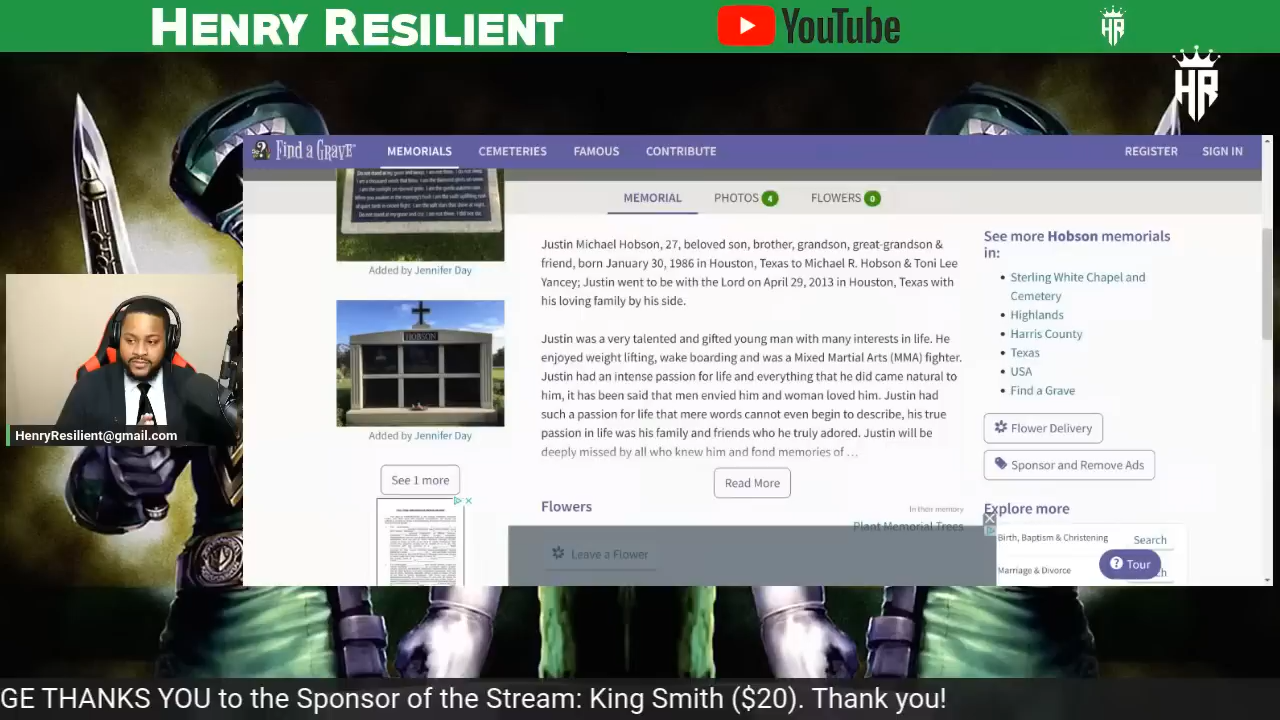 HENRY RESILIENT
YouTube
HR
HR
Find a Grave
MEMORIALS
CEMETERIES
FAMOUS
CONTRIBUTE
REGISTER
SIGN IN
MEMORIAL
PHOTOS 4
FLOWERS 0
Added by Jennifer Day
HOBSON
Added by Jennifer Day
See 1 more
Justin Michael Hobson, 27, beloved son, brother, grandson, great-grandson &
friend, born January 30, 1986 in Houston, Texas to Michael R. Hobson & Toni Lee
Yancey; Justin went to be with the Lord on April 29, 2013 in Houston, Texas with
his loving family by his side.
Justin was a very talented and gifted young man with many interests in life. He
enjoyed weight lifting, wake boarding and was a Mixed Martial Arts (MMA) fighter.
Justin had an intense passion for life and everything that he did came natural to
him, it has been said that men envied him and woman loved him. Justin had
such a passion for life that mere words cannot even begin to describe, his true
passion in life was his family and friends who he truly adored. Justin will be
deeply missed by all who knew him and fond memories of …
Read More
Flowers
In their memory
Plant Memorial Trees
Leave a Flower
See more Hobson memorials
in:
Sterling White Chapel and
Cemetery
Highlands
Harris County
Texas
USA
Find a Grave
Flower Delivery
Sponsor and Remove Ads
Explore more
Birth, Baptism & Christening
Search
Marriage & Divorce
Tour
HenryResilient@gmail.com
GE THANKS YOU to the Sponsor of the Stream: King Smith ($20). Thank you!